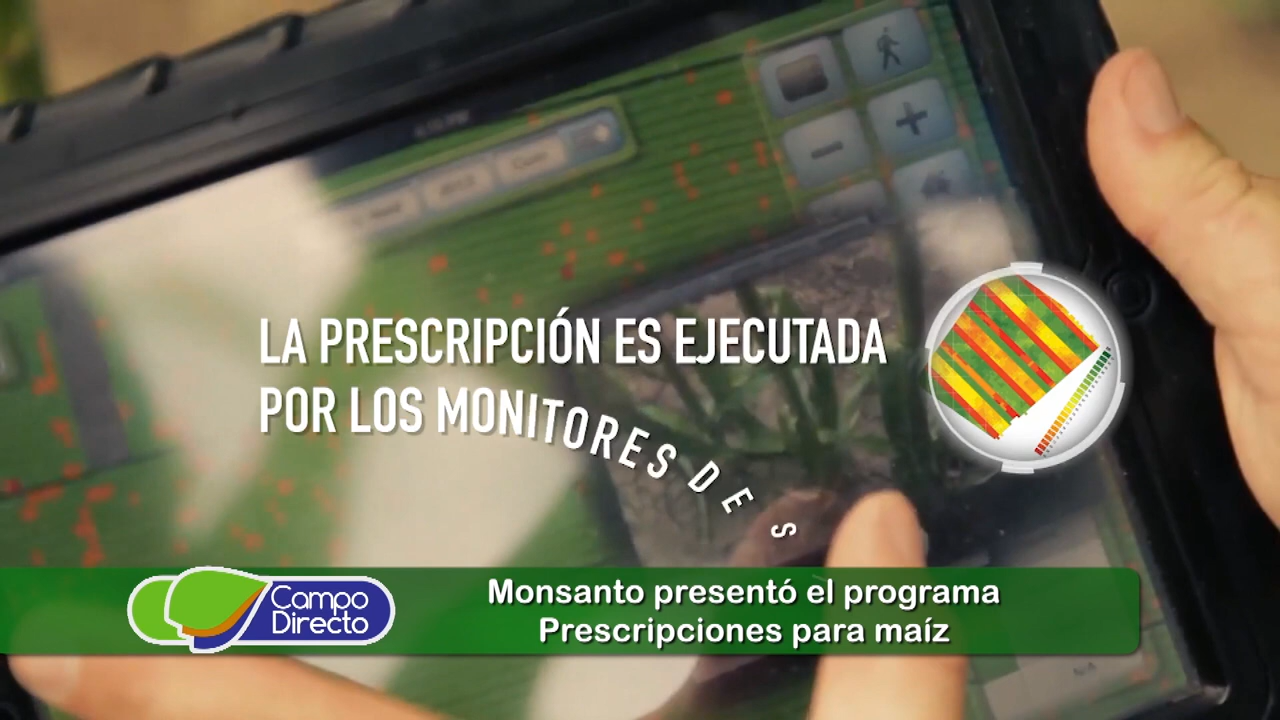 LA PRESCRIPCIÓN ES EJECUTADA
POR LOS MONITORES DE S
Campo
Directo
Monsanto presentó el programa
Prescripciones para maíz